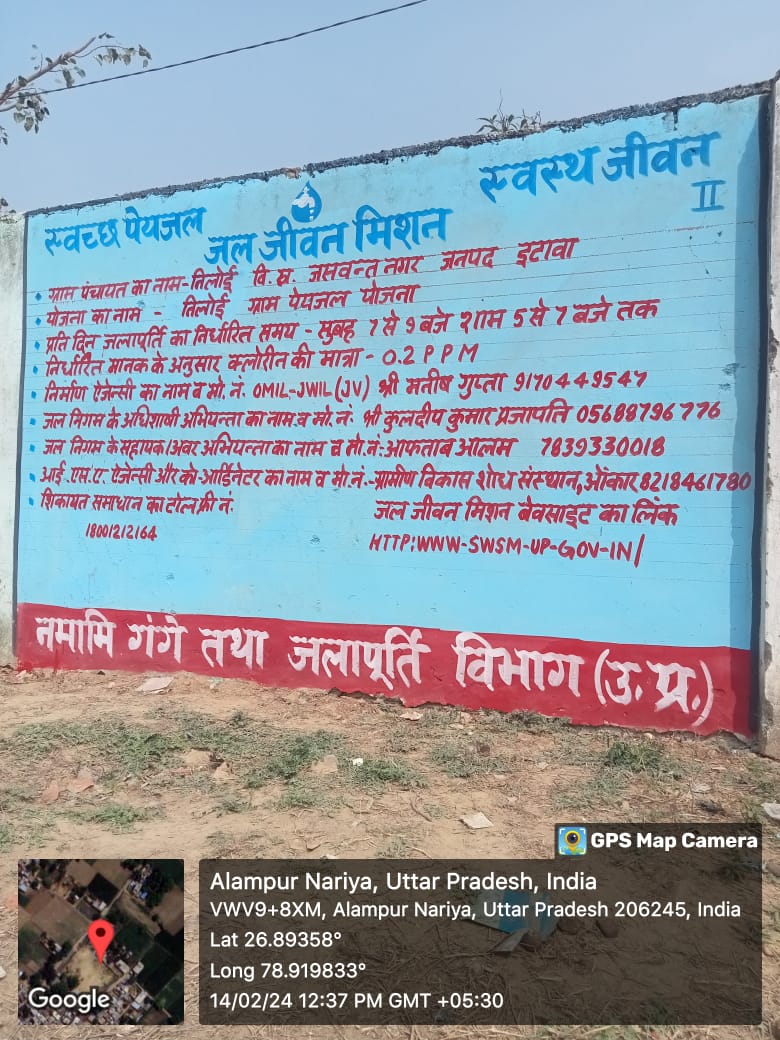 स्वच्छ पेयजल
जल जीवन मिशन
स्वस्थ जीवन
II
• ग्राम पंचायत का नाम-तिलोई वि.ख. जसवन्त नगर जनपद इटावा
• योजना का नाम - तिलोई ग्राम पेयजल योजना
• प्रति दिन जलापूर्ति का निर्धारित समय - सुबह 7 से 9 बजे शाम 5 से 7 बजे तक
• निर्धारित मानक के अनुसार क्लोरीन की मात्रा - 0.2 P P M
• निर्माण ऐजेन्सी का नाम व मो. नं. OMIL-JWIL(JV) श्री मनीष गुप्ता 9170449547
• जल निगम के अधिशाषी अभियन्ता का नाम.व मो.नं. श्री कुलदीप कुमार प्रजापति 05688796776
• जल निगम के सहायक/अवर अभियन्ता का नाम व मो.नं:-आफताब आलम 7839330018
• आई.एस.ए. ऐजेन्सी और को-आर्डिनेटर का नाम व मो.नं.-ग्रामीण विकास शोध संस्थान,ओंकार 8218461780
• शिकायत समाधान का टोल फ्री नं:
18001212164
जल जीवन मिशन बेवसाइट का लिंक
HTTP:WWW-SWSM-UP-GOV-IN/
नमामि गंगे तथा जलापूर्ति विभाग (उ.प्र.)
GPS Map Camera
Alampur Nariya, Uttar Pradesh, India
VWV9+8XM, Alampur Nariya, Uttar Pradesh 206245, India
Lat 26.89358°
Long 78.919833°
14/02/24 12:37 PM GMT +05:30
Google